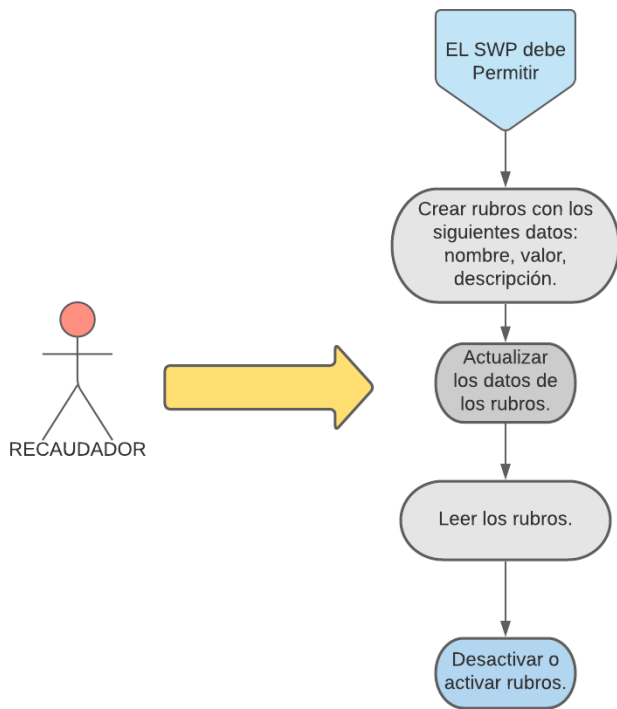 EL SWP debe
Permitir
Crear rubros con los
siguientes datos:
nombre, valor,
descripción.
Actualizar
los datos de
los rubros.
RECAUDADOR
Leer los rubros.
Desactivar o
activar rubros.